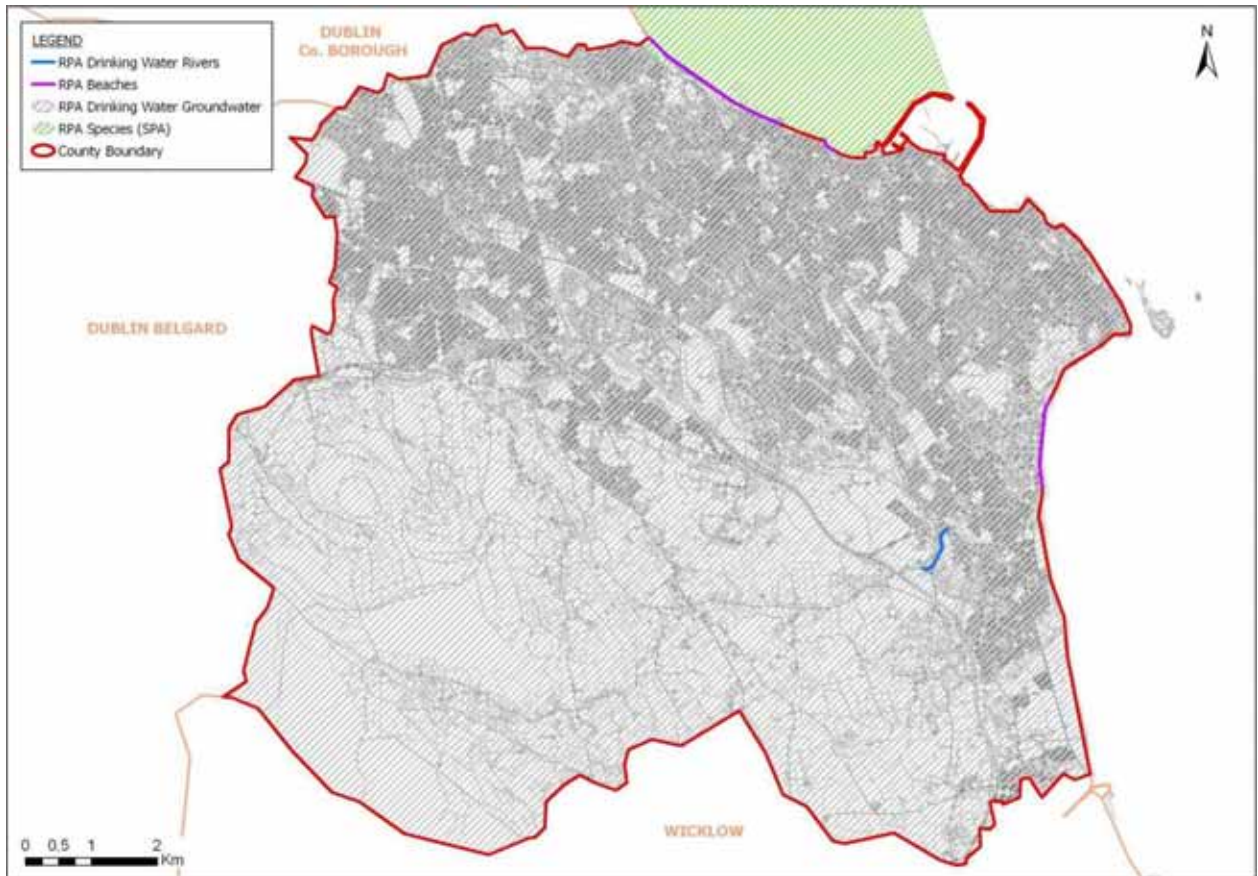 LEGEND
RPA Drinking Water Rivers
RPA Beaches
RPA Drinking Water Groundwater
RPA Species (SPA)
County Boundary
DUBLIN
Co. BOROUGH
N
DUBLIN BELGARD
WICKLOW
0 0,5 1 2
Km